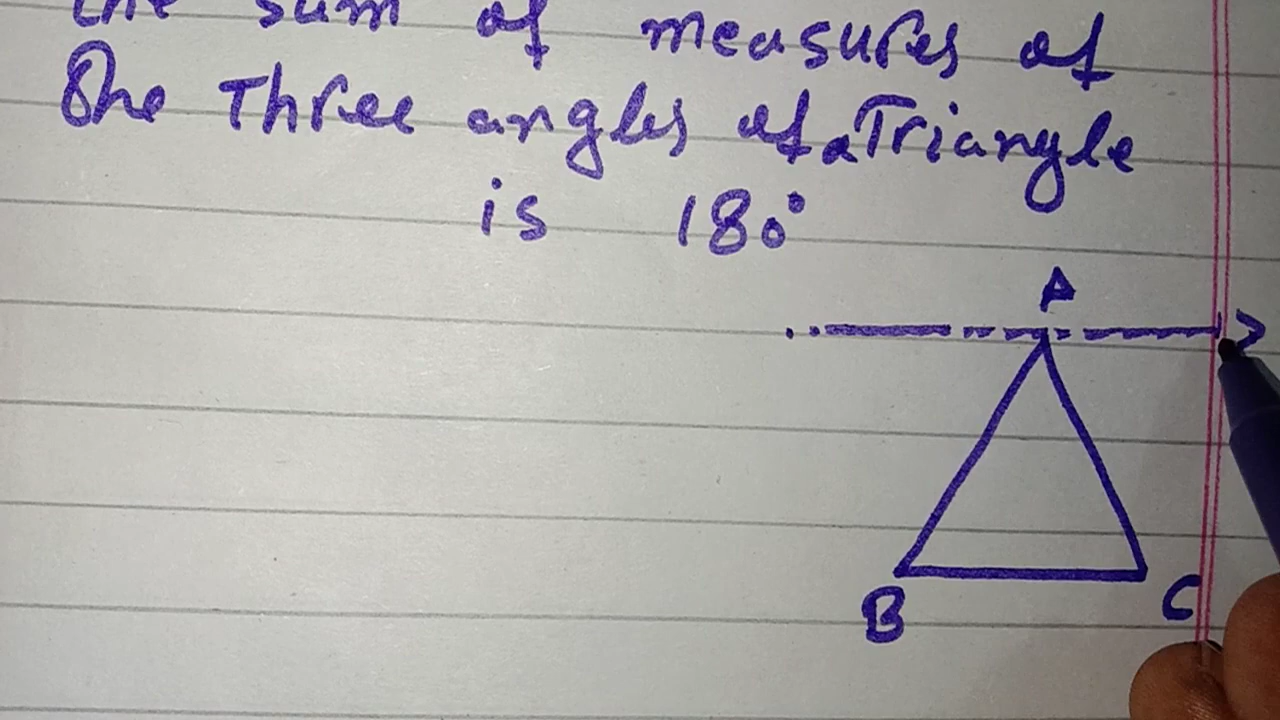 the sum of measures of
The Three angles of a Triangle
is 180°
A
B C